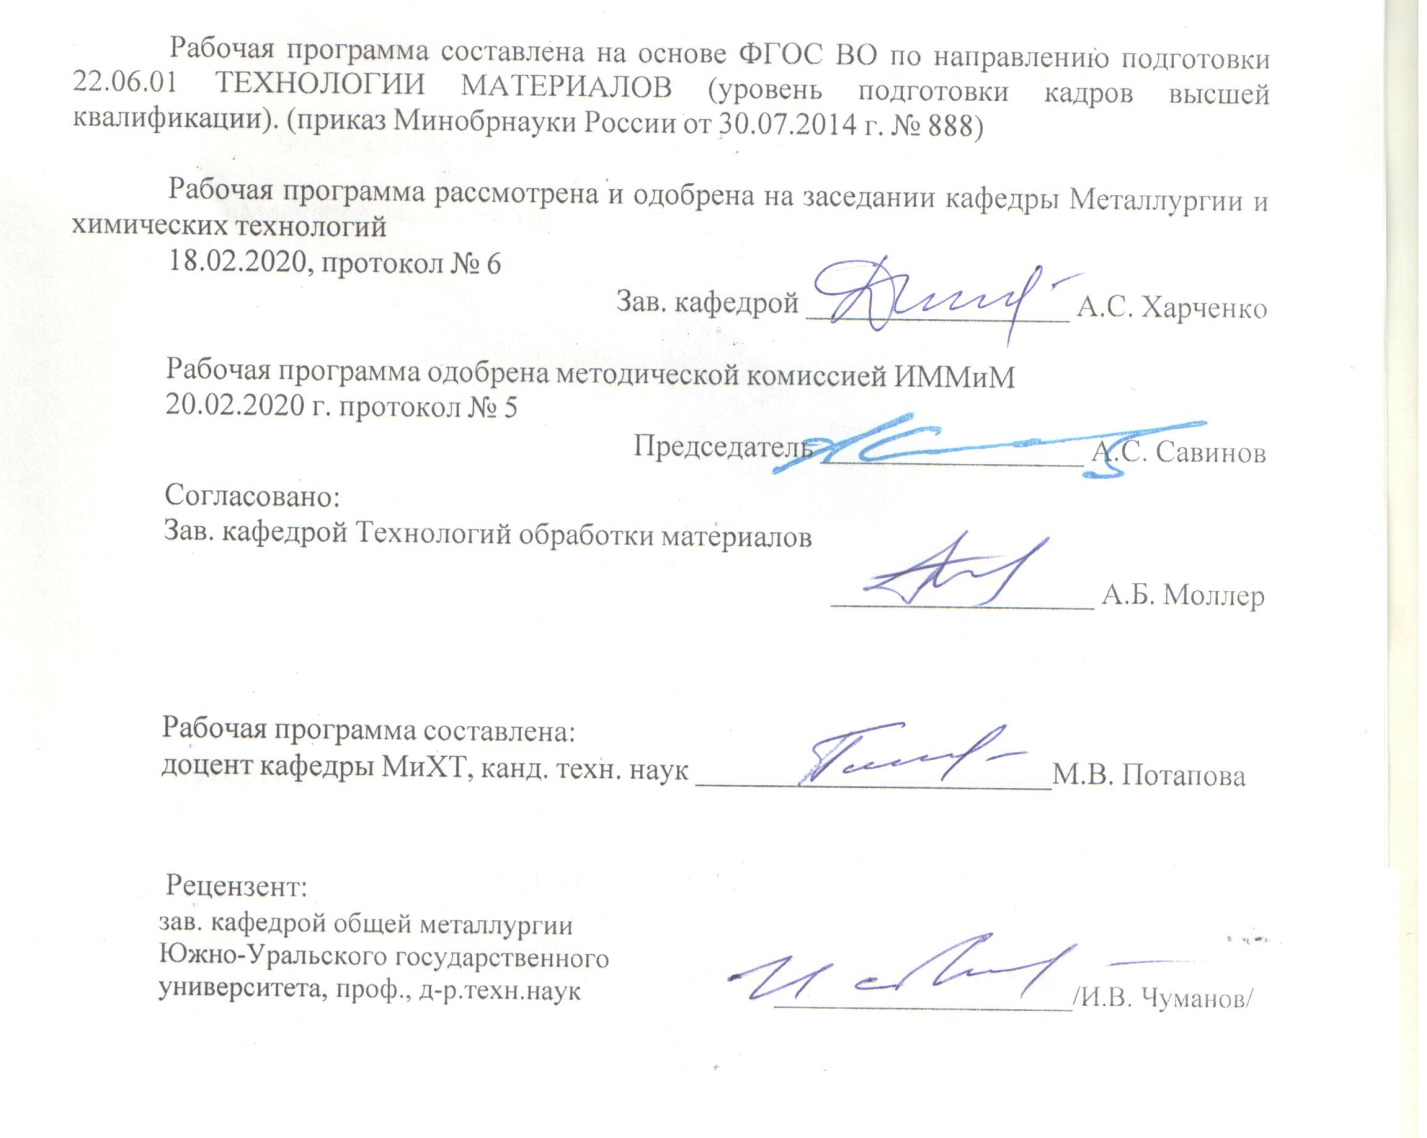 Рабочая программа составлена на основе ФГОС ВО по направлению подготовки
22.06.01 ТЕХНОЛОГИИ МАТЕРИАЛОВ (уровень подготовки кадров высшей
квалификации). (приказ Минобрнауки России от 30.07.2014 г. № 888)
Рабочая программа рассмотрена и одобрена на заседании кафедры Металлургии и
химических технологий
18.02.2020, протокол № 6
Зав. кафедрой А.С. Харченко
Рабочая программа одобрена методической комиссией ИММиМ
20.02.2020 г. протокол № 5
Председатель А.С. Савинов
Согласовано:
Зав. кафедрой Технологий обработки материалов
А.Б. Моллер
Рабочая программа составлена:
доцент кафедры МиХТ, канд. техн. наук М.В. Потапова
Рецензент:
зав. кафедрой общей металлургии
Южно-Уральского государственного
университета, проф., д-р.техн.наук /И.В. Чуманов/